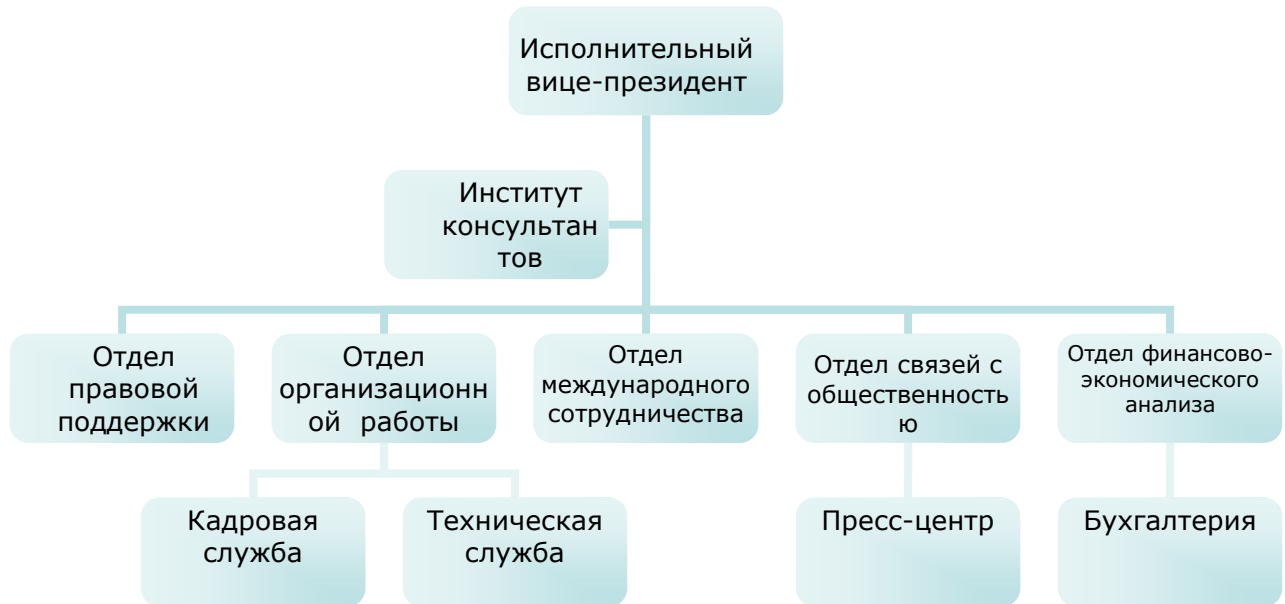 Исполнительный
вице-президент
Институт
консультан
тов
Отдел
правовой
поддержки
Отдел
организационн
ой работы
Отдел
международного
сотрудничества
Отдел связей с
общественность
ю
Отдел финансово-
экономического
анализа
Кадровая
служба
Техническая
служба
Пресс-центр
Бухгалтерия